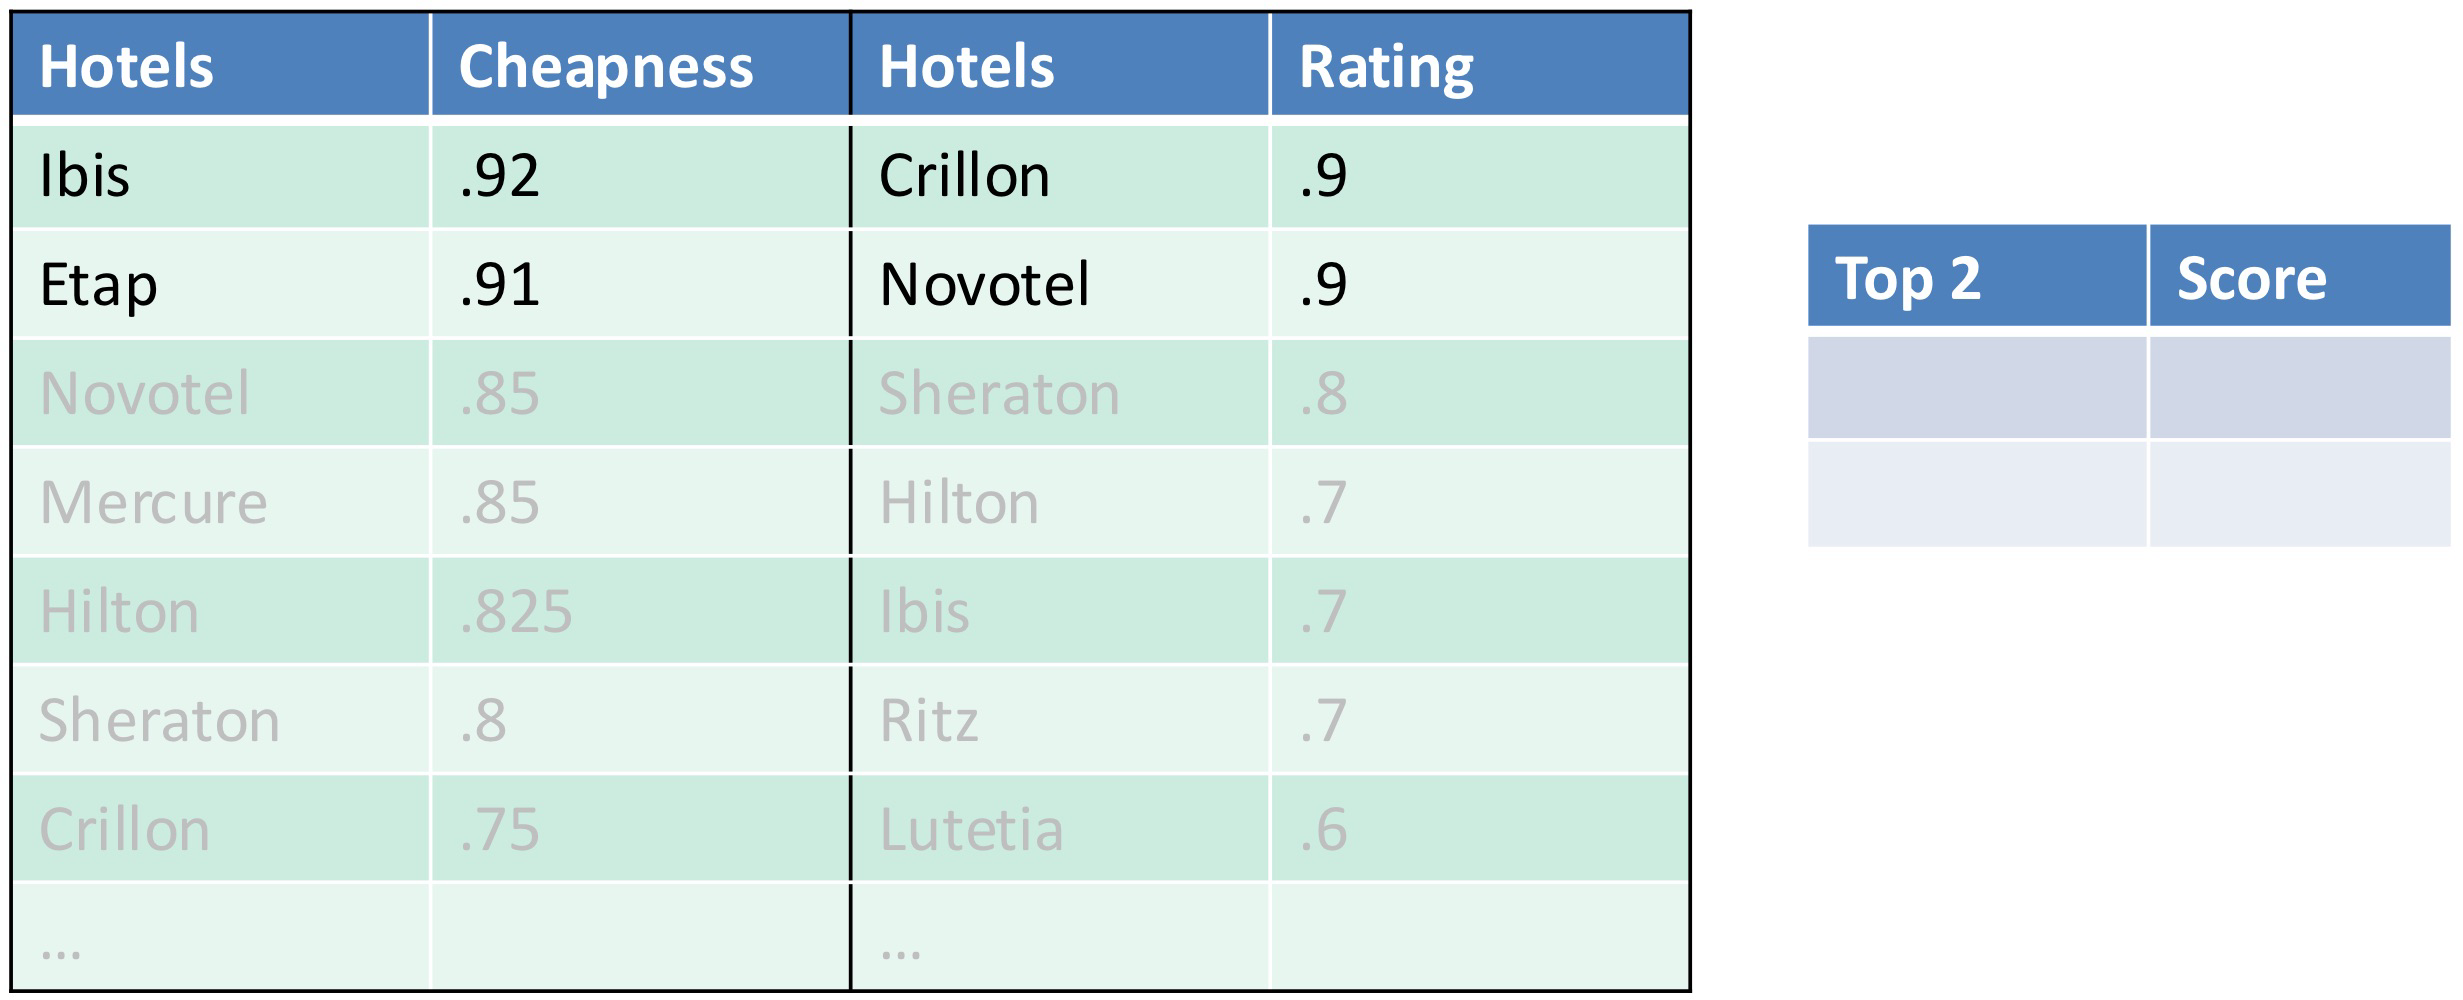 Hotels Cheapness Hotels Rating
Ibis .92 Crillon .9
Etap .91 Novotel .9
Novotel .85 Sheraton .8
Mercure .85 Hilton .7
Hilton .825 Ibis .7
Sheraton .8 Ritz .7
Crillon .75 Lutetia .6
... ...
Top 2 Score